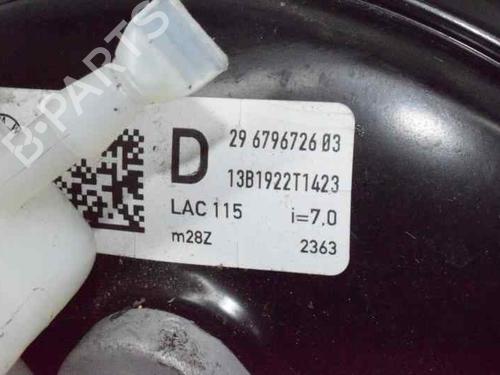 B-PARTS
D
29 6796726 03
13B1922T1423
LAC 115 i=7,0
m28Z 2363